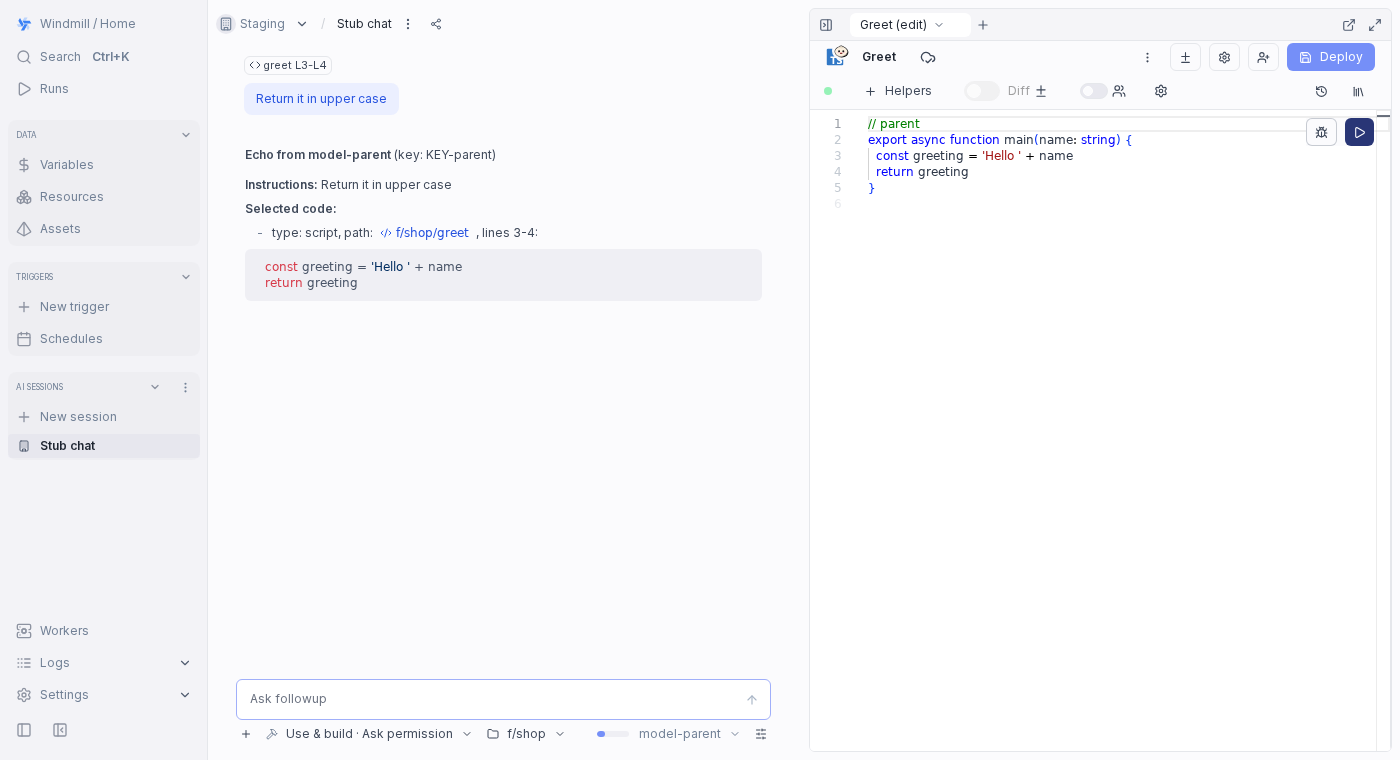 Windmill / Home
Search Ctrl+K
Runs
DATA
Variables
Resources
Assets
TRIGGERS
New trigger
Schedules
AI SESSIONS
New session
Stub chat
Workers
Logs
Settings
Staging / Stub chat
greet L3-L4
Return it in upper case
Echo from model-parent (key: KEY-parent)
Instructions: Return it in upper case
Selected code:
- type: script, path: f/shop/greet , lines 3-4:
const greeting = 'Hello ' + name
return greeting
Ask followup
Use & build · Ask permission f/shop model-parent
Greet (edit)
TS Greet Deploy
Helpers Diff
1 // parent
2 export async function main(name: string) {
3 const greeting = 'Hello ' + name
4 return greeting
5 }
6